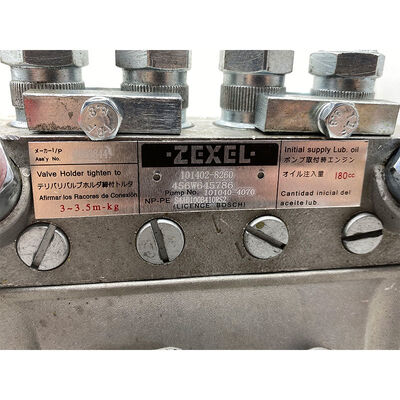 メーカーI/P
Ass'y No.
Valve Holder tighten to
デリバリバルブホルダ締付トルク
Afirmar los Racores de Conexión
3~3.5m-kg
·ZEXEL·
101402-8260
456W645786
Pump No. 101040-4070
NP-PE
(LICENCE BOSCH)
Initial supply Lub. oil
ポンプ取付時エンジン
オイル注入量 180cc
Cantidad inicial del
aceite lub.